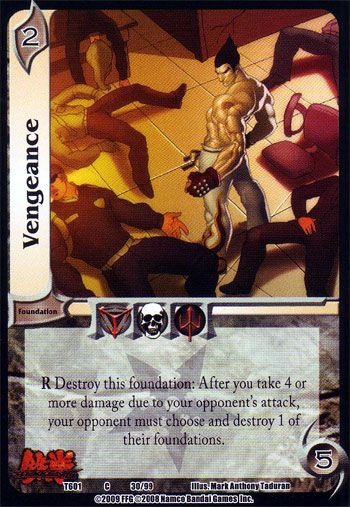 2
Vengeance
Foundation
R Destroy this foundation: After you take 4 or
more damage due to your opponent's attack,
your opponent must choose and destroy 1 of
their foundations.
鉄拳
5
T601 C 30/99 Illus. Mark Anthony Taduran
©2009 FFG ©2008 Namco Bandai Games Inc.